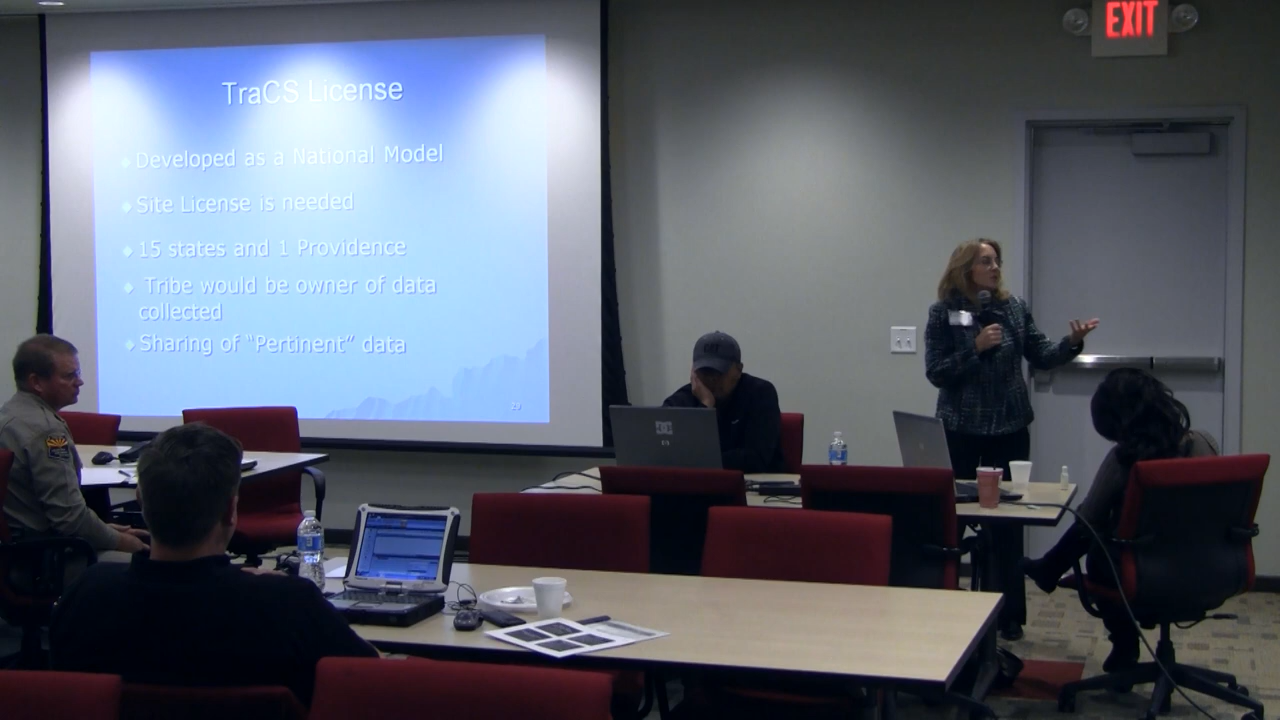 EXIT
TraCS License
Developed as a National Model
Site License is needed
15 states and 1 Providence
Tribe would be owner of data
collected
Sharing of “Pertinent” data
hp